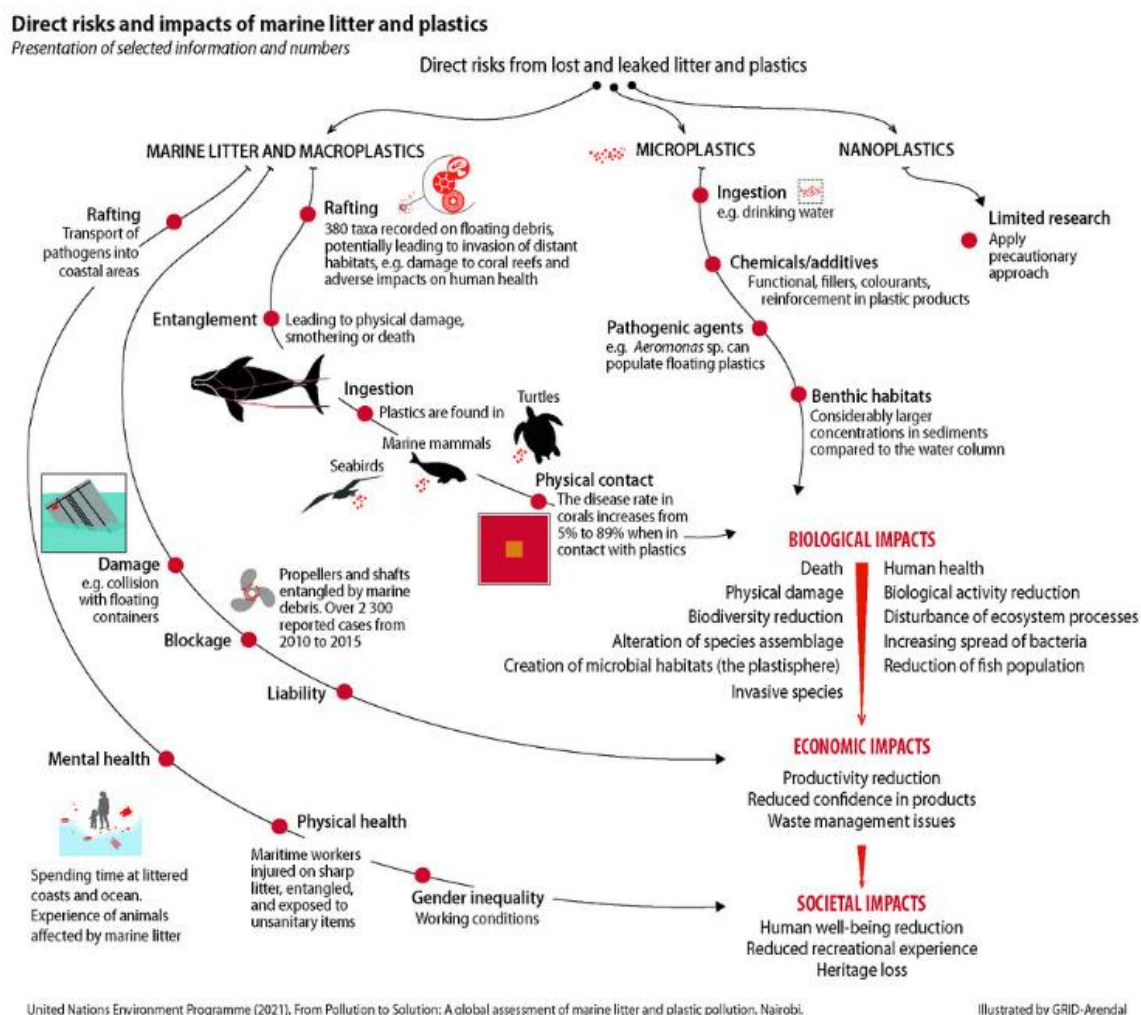 Direct risks and impacts of marine litter and plastics
Presentation of selected information and numbers
Direct risks from lost and leaked litter and plastics
MARINE LITTER AND MACROPLASTICS
MICROPLASTICS
NANOPLASTICS
Rafting
Transport of
pathogens into
coastal areas
Rafting
380 taxa recorded on floating debris,
potentially leading to invasion of distant
habitats, e.g. damage to coral reefs and
adverse impacts on human health
Entanglement
Leading to physical damage,
smothering or death
Ingestion
Plastics are found in
Turtles
Marine mammals
Seabirds
Physical contact
The disease rate in
corals increases from
5% to 89% when in
contact with plastics
Ingestion
e.g. drinking water
Chemicals/additives
Functional, fillers, colourants,
reinforcement in plastic products
Pathogenic agents
e.g. Aeromonas sp. can
populate floating plastics
Benthic habitats
Considerably larger
concentrations in sediments
compared to the water column
Limited research
Apply
precautionary
approach
Damage
e.g. collision
with floating
containers
Propellers and shafts
entangled by marine
debris. Over 2 300
reported cases from
2010 to 2015
Blockage
Liability
Mental health
Spending time at littered
coasts and ocean.
Experience of animals
affected by marine litter
Physical health
Maritime workers
injured on sharp
litter, entangled,
and exposed to
unsanitary items
Gender inequality
Working conditions
BIOLOGICAL IMPACTS
Death
Physical damage
Biodiversity reduction
Alteration of species assemblage
Creation of microbial habitats (the plastisphere)
Invasive species
Human health
Biological activity reduction
Disturbance of ecosystem processes
Increasing spread of bacteria
Reduction of fish population
ECONOMIC IMPACTS
Productivity reduction
Reduced confidence in products
Waste management issues
SOCIETAL IMPACTS
Human well-being reduction
Reduced recreational experience
Heritage loss
United Nations Environment Programme (2021). From Pollution to Solution: A global assessment of marine litter and plastic pollution. Nairobi.
Illustrated by GRID-Arendal